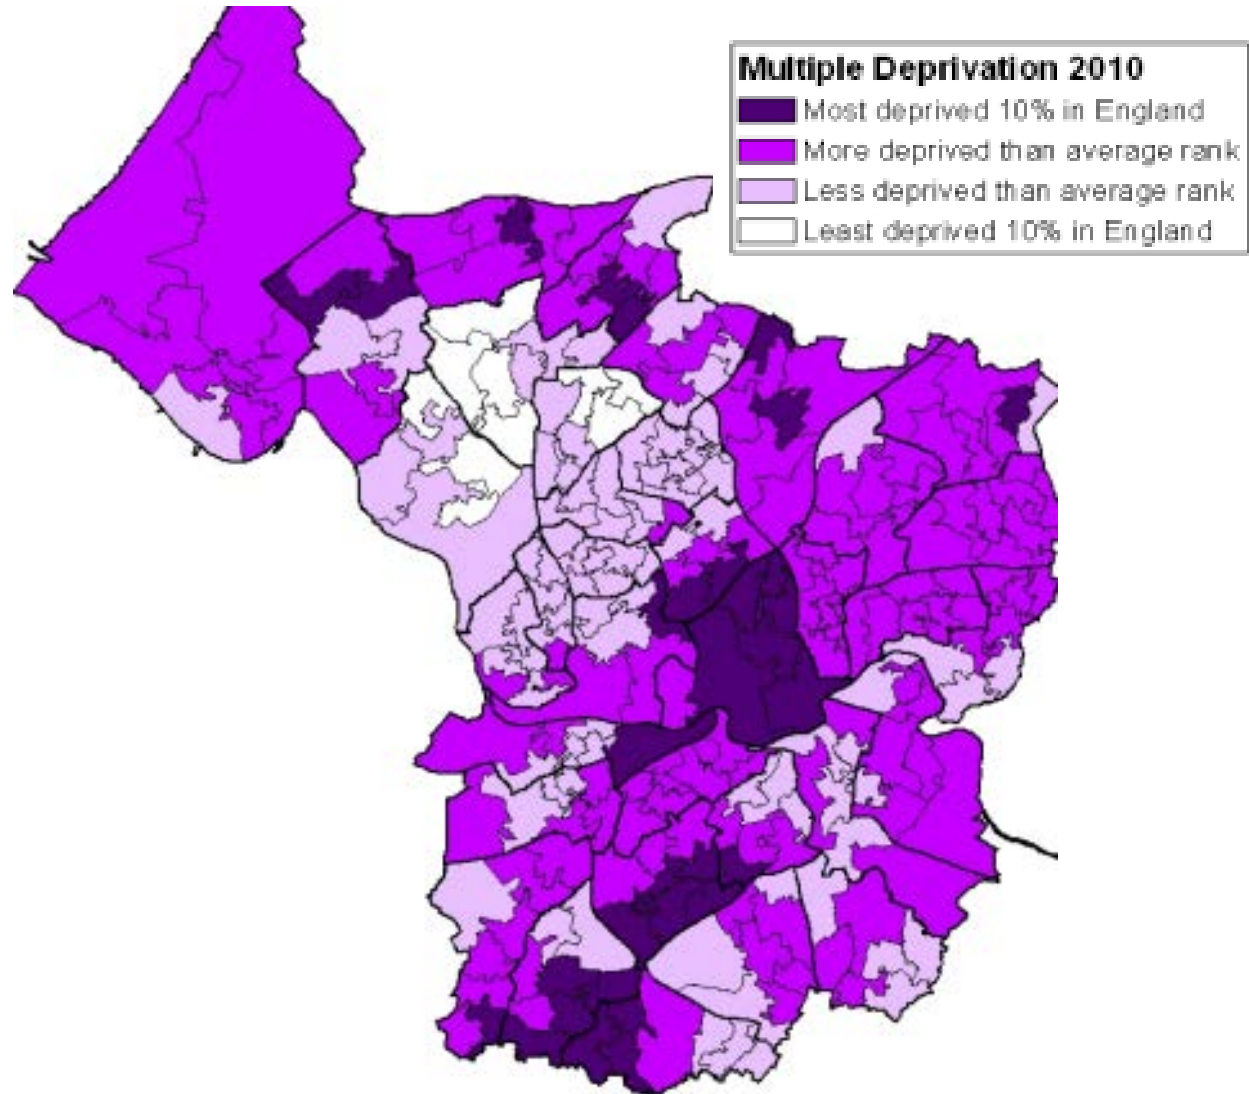 Multiple Deprivation 2010
Most deprived 10% in England
More deprived than average rank
Less deprived than average rank
Least deprived 10% in England